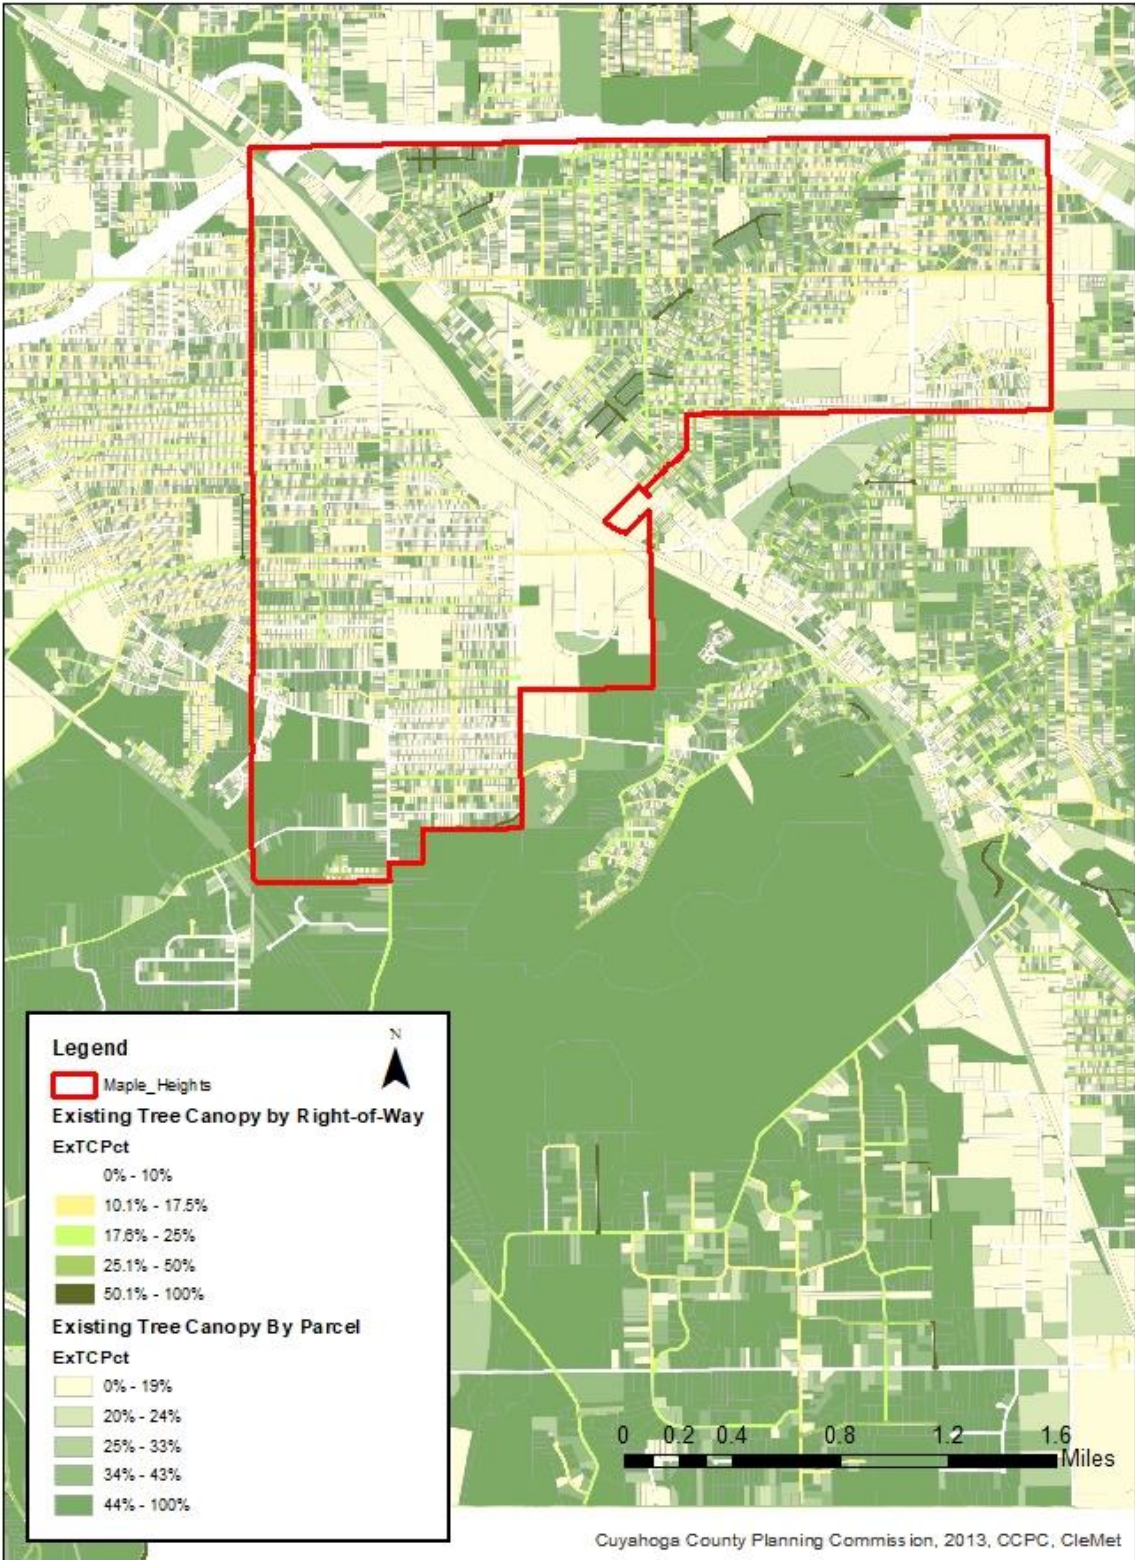 Legend
N
Maple_Heights
Existing Tree Canopy by Right-of-Way
ExTCPct
0% - 10%
10.1% - 17.5%
17.6% - 25%
25.1% - 50%
50.1% - 100%
Existing Tree Canopy By Parcel
ExTCPct
0% - 19%
20% - 24%
25% - 33%
34% - 43%
44% - 100%
0 0.2 0.4 0.8 1.2 1.6
Miles
Cuyahoga County Planning Commission, 2013, CCPC, CleMet